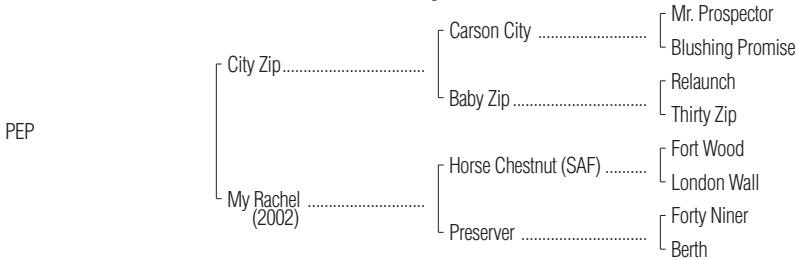 Mr. Prospector
Carson City ..........................
Blushing Promise
City Zip..................................
Relaunch
Baby Zip................................
Thirty Zip
PEP
Fort Wood
Horse Chestnut (SAF) ..........
London Wall
My Rachel ............................
(2002)
Forty Niner
Preserver ..............................
Berth